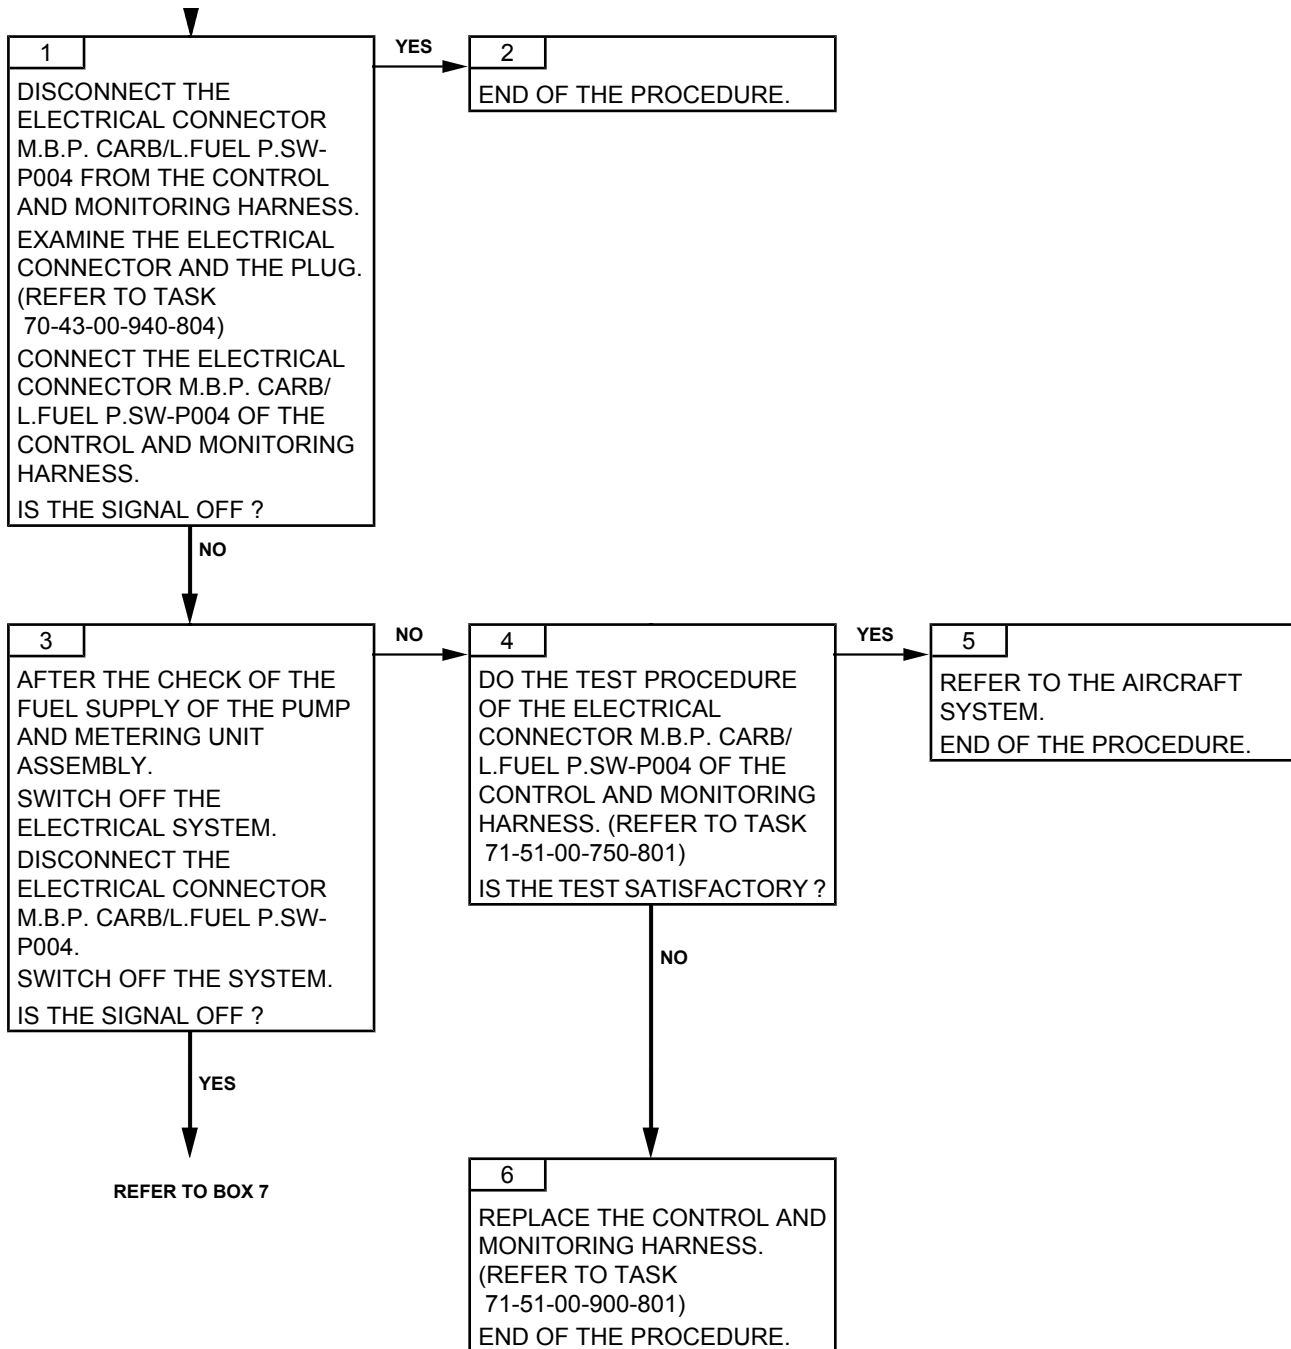 1
DISCONNECT THE
ELECTRICAL CONNECTOR
M.B.P. CARB/L.FUEL P.SW-
P004 FROM THE CONTROL
AND MONITORING HARNESS.
EXAMINE THE ELECTRICAL
CONNECTOR AND THE PLUG.
(REFER TO TASK
70-43-00-940-804)
CONNECT THE ELECTRICAL
CONNECTOR M.B.P. CARB/
L.FUEL P.SW-P004 OF THE
CONTROL AND MONITORING
HARNESS.
IS THE SIGNAL OFF ?
YES
2
END OF THE PROCEDURE.
NO
3
AFTER THE CHECK OF THE
FUEL SUPPLY OF THE PUMP
AND METERING UNIT
ASSEMBLY.
SWITCH OFF THE
ELECTRICAL SYSTEM.
DISCONNECT THE
ELECTRICAL CONNECTOR
M.B.P. CARB/L.FUEL P.SW-
P004.
SWITCH OFF THE SYSTEM.
IS THE SIGNAL OFF ?
NO
4
DO THE TEST PROCEDURE
OF THE ELECTRICAL
CONNECTOR M.B.P. CARB/
L.FUEL P.SW-P004 OF THE
CONTROL AND MONITORING
HARNESS. (REFER TO TASK
71-51-00-750-801)
IS THE TEST SATISFACTORY ?
YES
5
REFER TO THE AIRCRAFT
SYSTEM.
END OF THE PROCEDURE.
NO
YES
REFER TO BOX 7
6
REPLACE THE CONTROL AND
MONITORING HARNESS.
(REFER TO TASK
71-51-00-900-801)
END OF THE PROCEDURE.